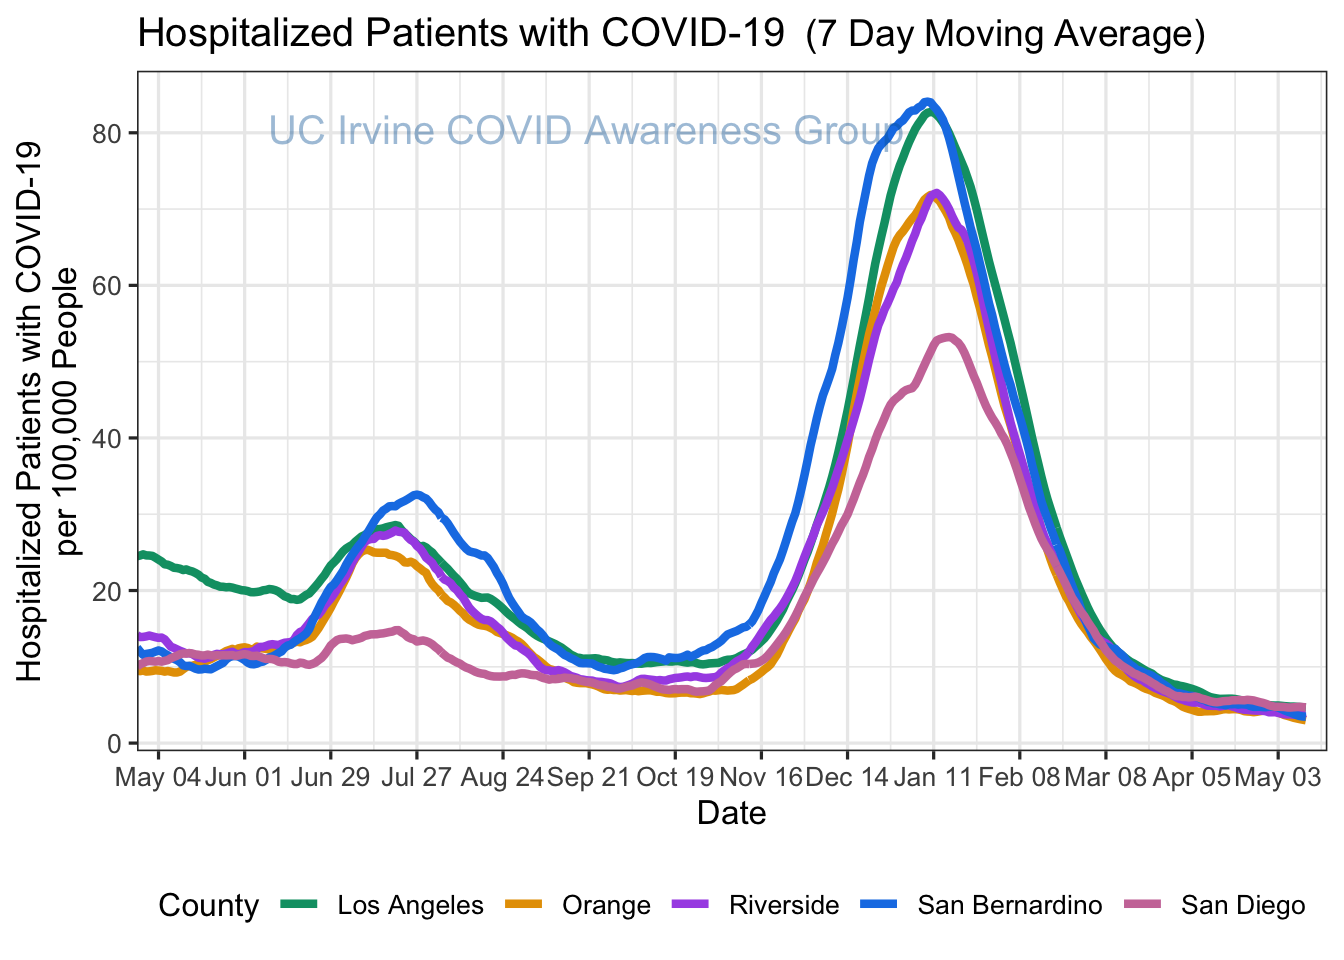 Hospitalized Patients with COVID-19  (7 Day Moving Average)
Hospitalized Patients with COVID-19
per 100,000 People
UC Irvine COVID Awareness Group
80
60
40
20
0
May 04 Jun 01 Jun 29 Jul 27 Aug 24 Sep 21 Oct 19 Nov 16 Dec 14 Jan 11 Feb 08 Mar 08 Apr 05 May 03
Date
County Los Angeles Orange Riverside San Bernardino San Diego